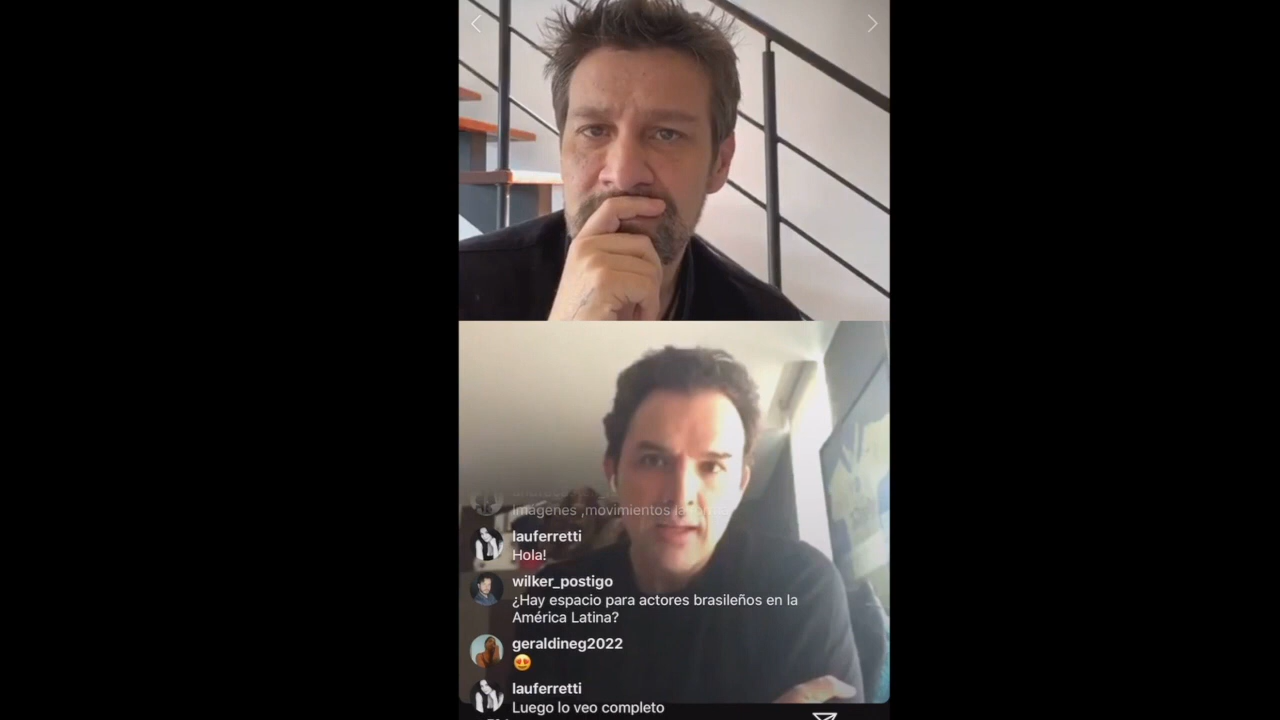 Imágenes ,movimientos
lauferretti
Hola!
wilker_postigo
¿Hay espacio para actores brasileños en la
América Latina?
geraldineg2022
😍
lauferretti
Luego lo veo completo